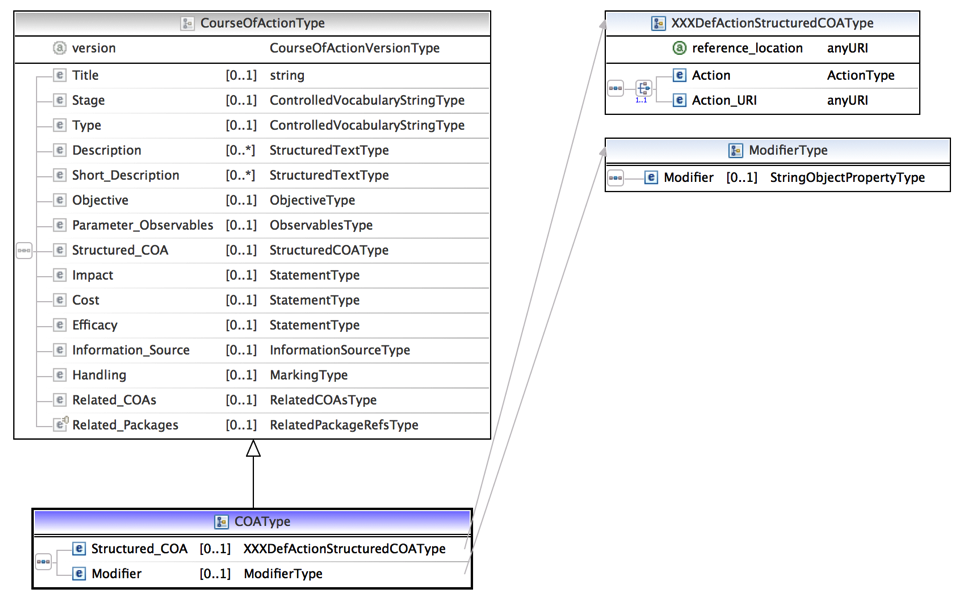 CourseOfActionType
version CourseOfActionVersionType
Title [0..1] string
Stage [0..1] ControlledVocabularyStringType
Type [0..1] ControlledVocabularyStringType
Description [0..*] StructuredTextType
Short_Description [0..*] StructuredTextType
Objective [0..1] ObjectiveType
Parameter_Observables [0..1] ObservablesType
Structured_COA [0..1] StructuredCOAType
Impact [0..1] StatementType
Cost [0..1] StatementType
Efficacy [0..1] StatementType
Information_Source [0..1] InformationSourceType
Handling [0..1] MarkingType
Related_COAs [0..1] RelatedCOAsType
Related_Packages [0..1] RelatedPackageRefsType
XXXDefActionStructuredCOAType
reference_location anyURI
Action ActionType
1..1 Action_URI anyURI
ModifierType
Modifier [0..1] StringObjectPropertyType
COAType
Structured_COA [0..1] XXXDefActionStructuredCOAType
Modifier [0..1] ModifierType